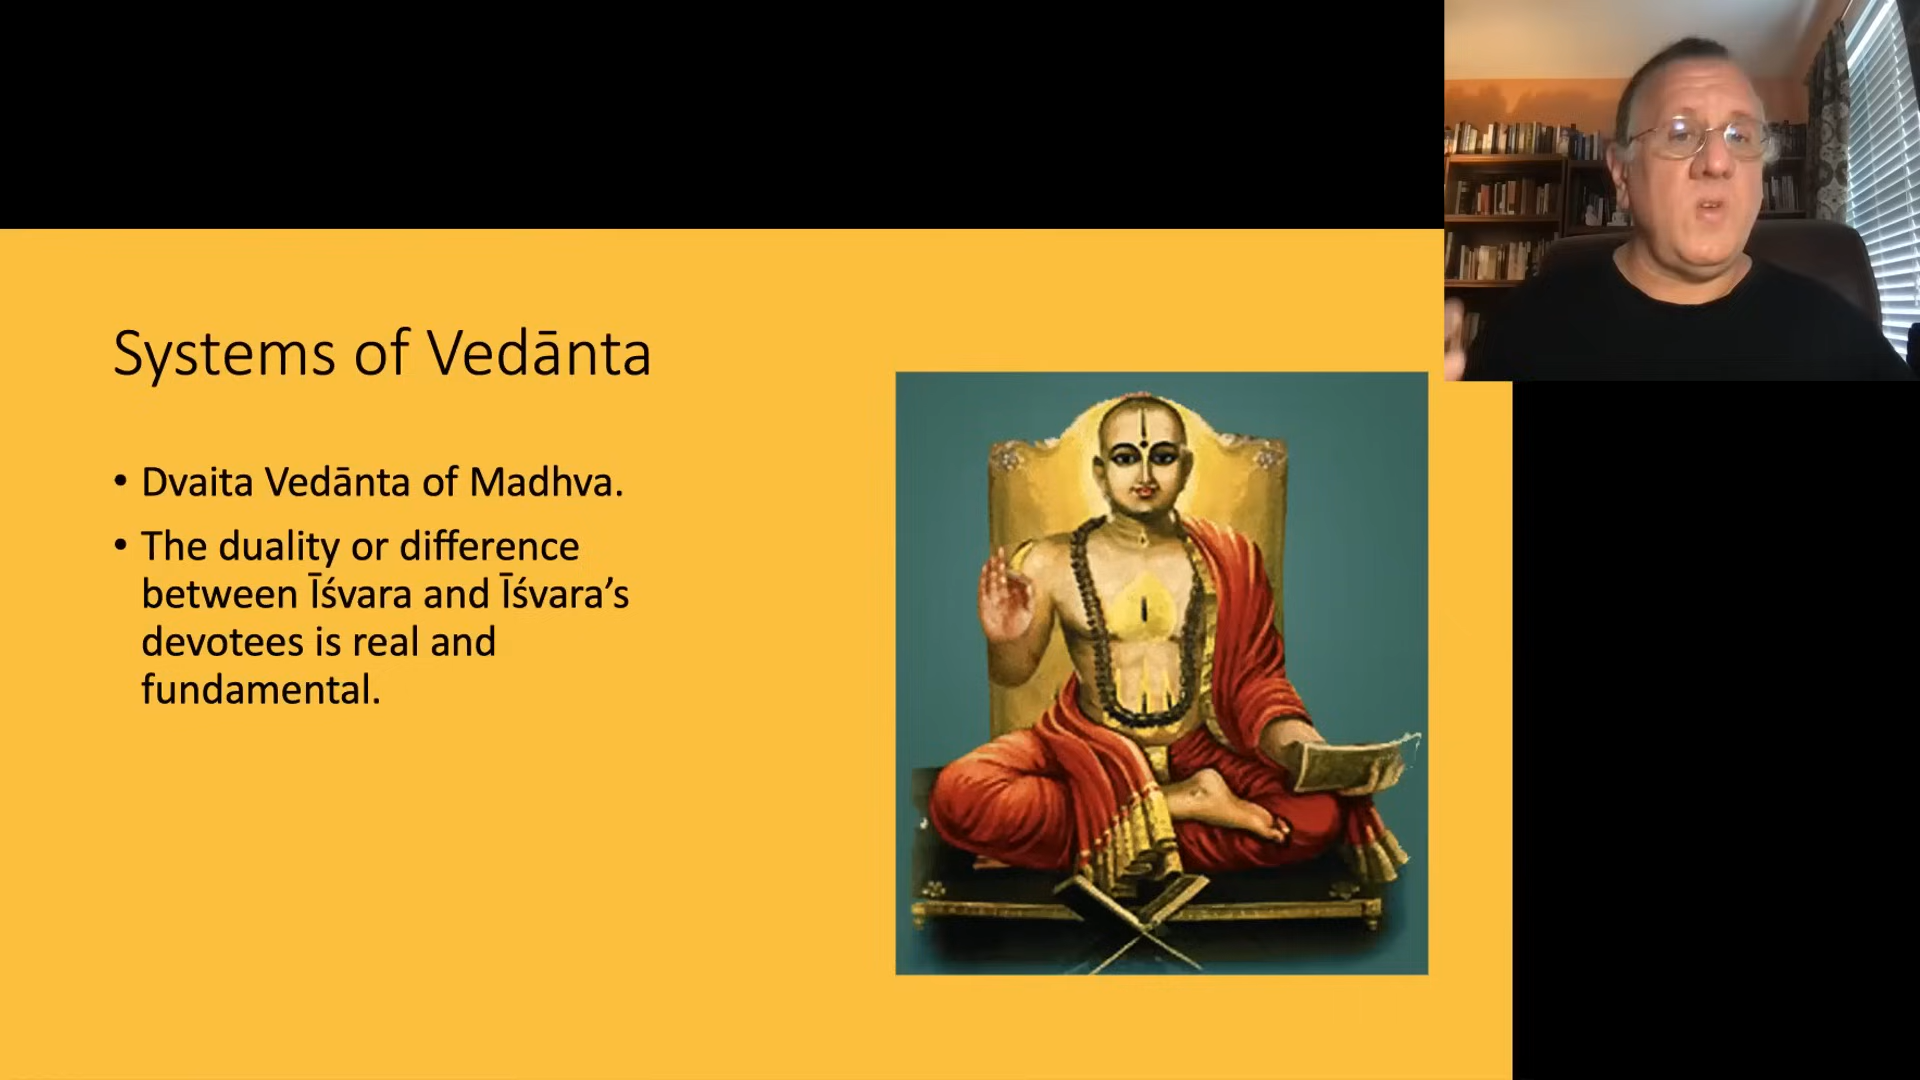 Systems of Vedānta
• Dvaita Vedānta of Madhva.
• The duality or difference
between Īśvara and Īśvara’s
devotees is real and
fundamental.